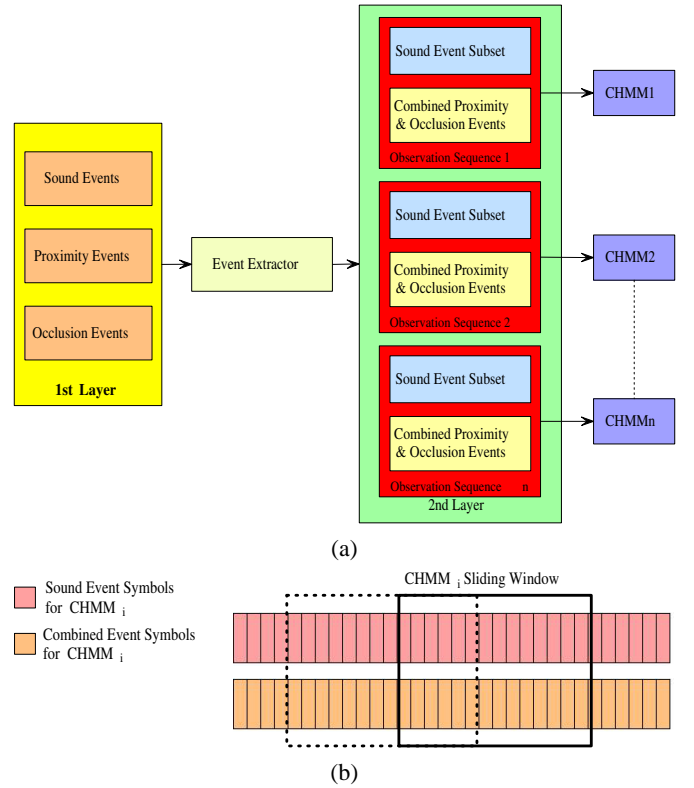 Sound Events
Proximity Events
Occlusion Events
1st Layer
Event Extractor
Sound Event Subset
Combined Proximity
& Occlusion Events
Observation Sequence 1
Sound Event Subset
Combined Proximity
& Occlusion Events
Observation Sequence 2
Sound Event Subset
Combined Proximity
& Occlusion Events
Observation Sequence n
2nd Layer
CHMM1
CHMM2
CHMMn
(a)
Sound Event Symbols
for CHMM i
Combined Event Symbols
for CHMM i
CHMM i Sliding Window
(b)